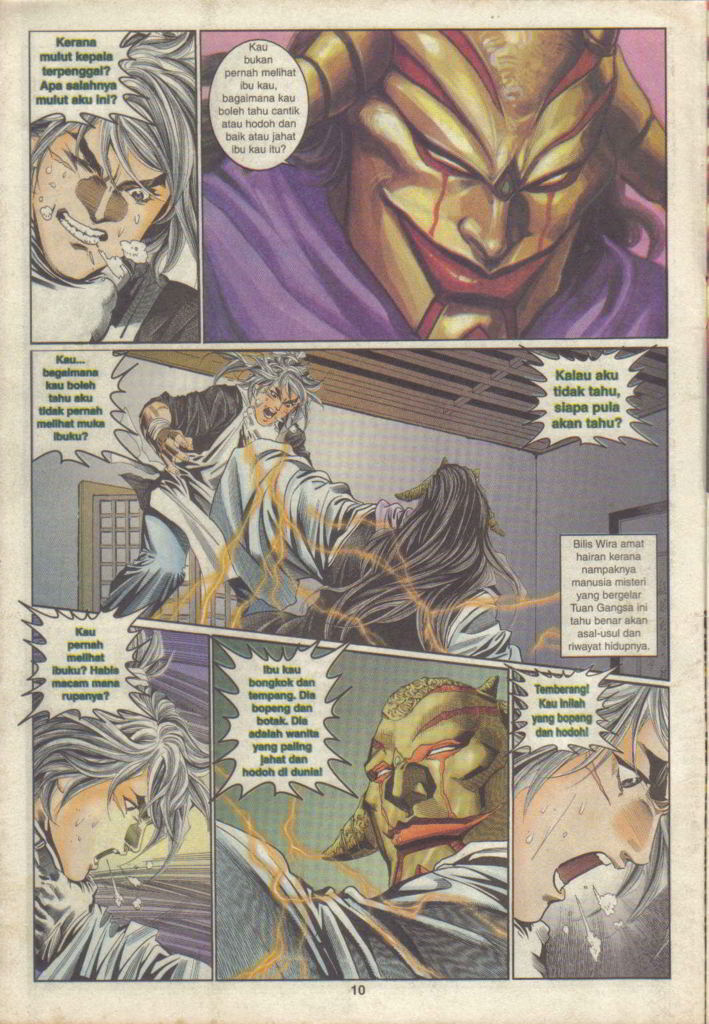 Kerana
mulut kepala
terpenggal?
Apa salahnya
mulut aku ini?
Kau
bukan
pernah melihat
ibu kau,
bagaimana kau
boleh tahu cantik
atau hodoh dan
baik atau jahat
ibu kau itu?
Kau...
bagaimana
kau boleh
tahu aku
tidak pernah
melihat muka
ibuku?
Kalau aku
tidak tahu,
siapa pula
akan tahu?
Bilis Wira amat
hairan kerana
nampaknya
manusia misteri
yang bergelar
Tuan Gangsa ini
tahu benar akan
asal-usul dan
riwayat hidupnya.
Kau
pernah
melihat
ibuku? Habis
macam mana
rupanya?
Ibu kau
bongkok dan
tempang. Dia
bopeng dan
botak. Dia
adalah wanita
yang paling
jahat dan
hodoh di dunia!
Temberang!
Kau inilah
yang bopeng
dan hodoh!
10